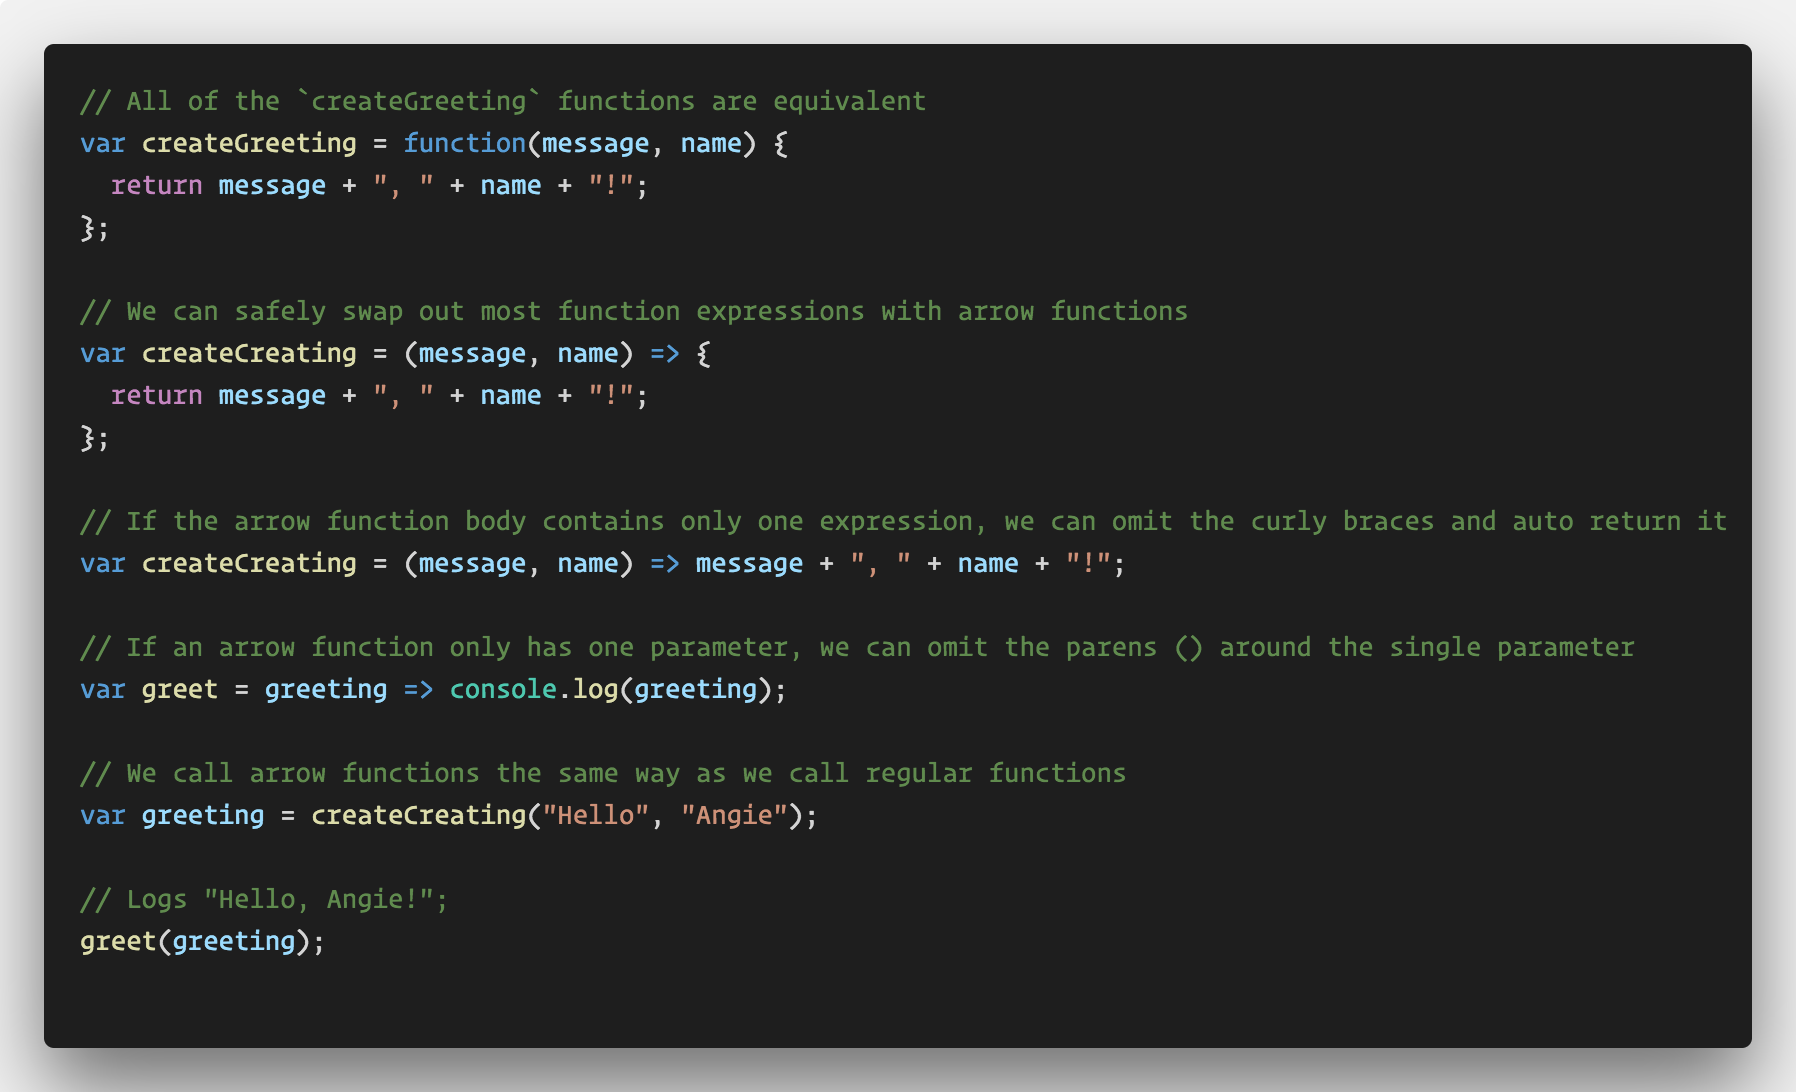 // All of the `createGreeting` functions are equivalent
var createGreeting = function(message, name) {
  return message + ", " + name + "!";
};

// We can safely swap out most function expressions with arrow functions
var createCreating = (message, name) => {
  return message + ", " + name + "!";
};

// If the arrow function body contains only one expression, we can omit the curly braces and auto return it
var createCreating = (message, name) => message + ", " + name + "!";

// If an arrow function only has one parameter, we can omit the parens () around the single parameter
var greet = greeting => console.log(greeting);

// We call arrow functions the same way as we call regular functions
var greeting = createCreating("Hello", "Angie");

// Logs "Hello, Angie!";
greet(greeting);